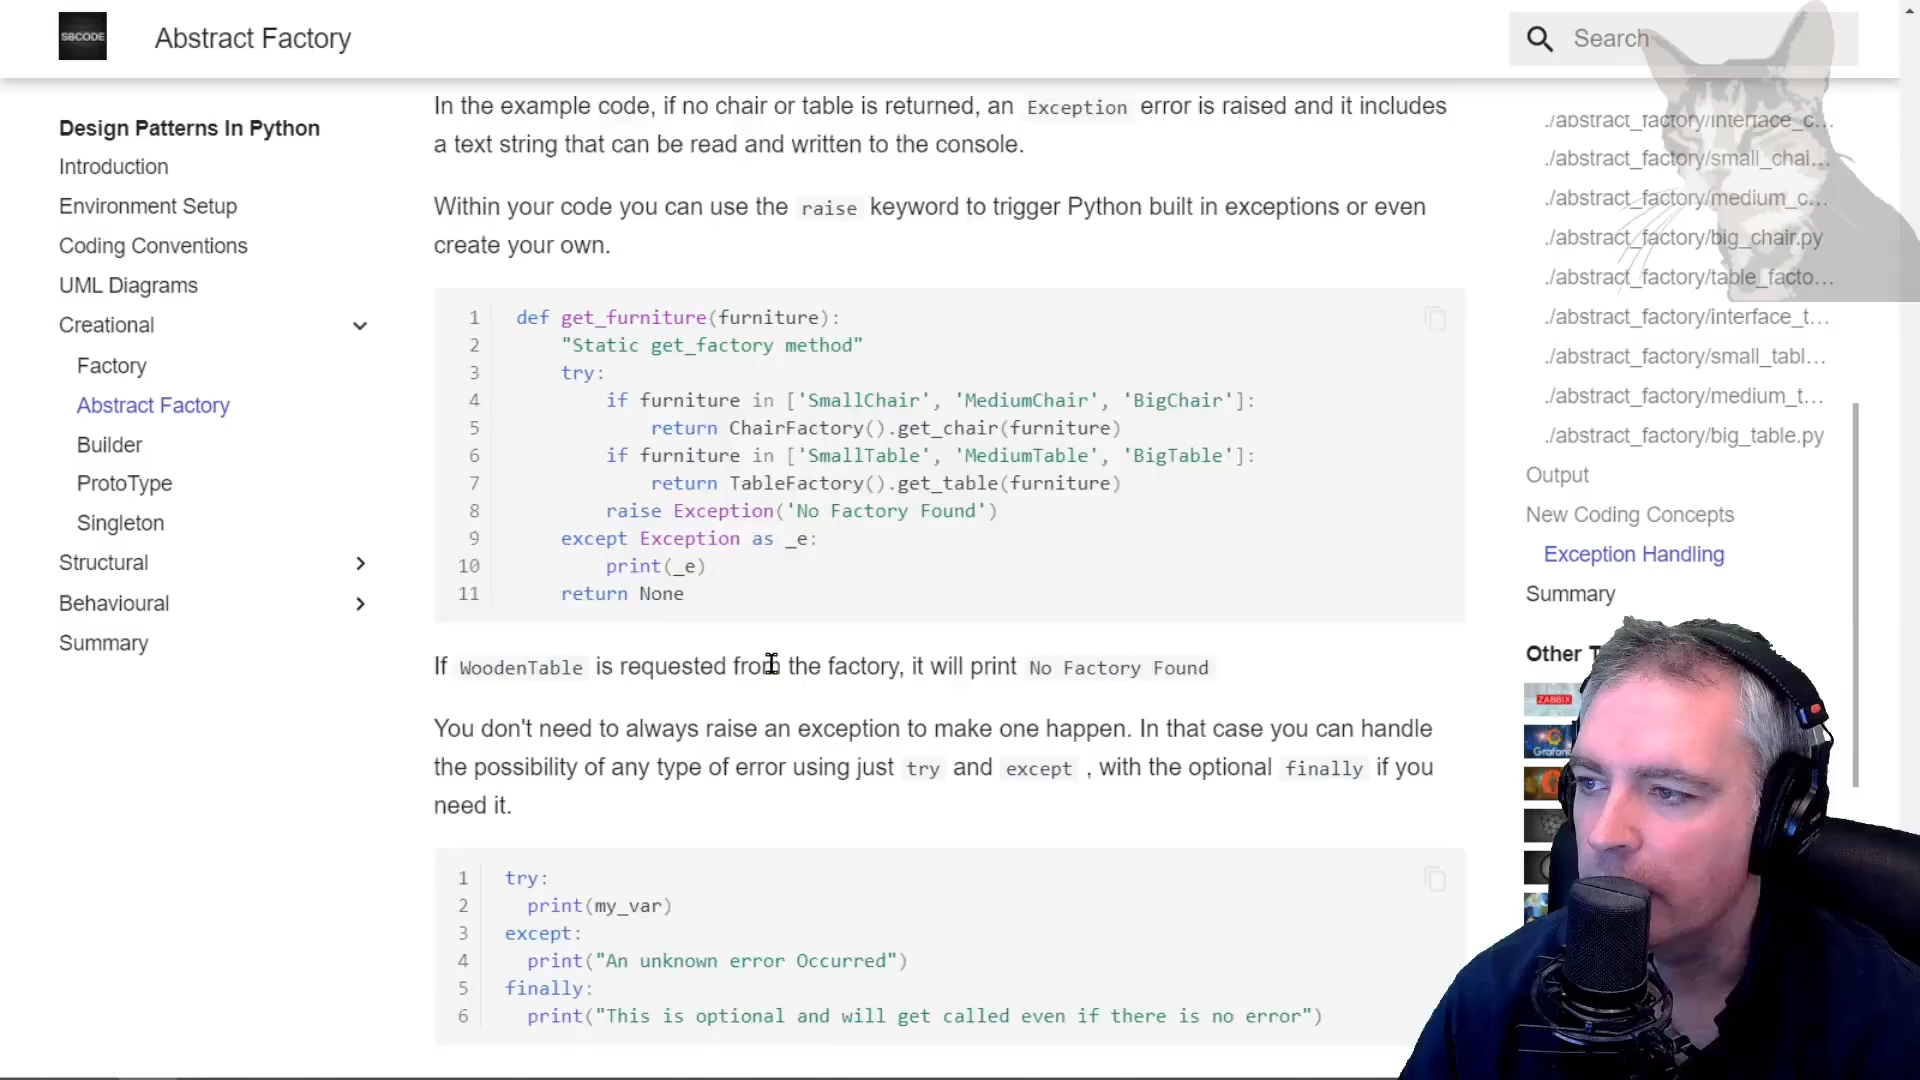 SBCODE
Abstract Factory
Search
Design Patterns In Python
Introduction
Environment Setup
Coding Conventions
UML Diagrams
Creational
Factory
Abstract Factory
Builder
ProtoType
Singleton
Structural
Behavioural
Summary
In the example code, if no chair or table is returned, an Exception error is raised and it includes
a text string that can be read and written to the console.
Within your code you can use the raise keyword to trigger Python built in exceptions or even
create your own.
1 def get_furniture(furniture):
2 "Static get_factory method"
3 try:
4 if furniture in ['SmallChair', 'MediumChair', 'BigChair']:
5 return ChairFactory().get_chair(furniture)
6 if furniture in ['SmallTable', 'MediumTable', 'BigTable']:
7 return TableFactory().get_table(furniture)
8 raise Exception('No Factory Found')
9 except Exception as _e:
10 print(_e)
11 return None
If WoodenTable is requested from the factory, it will print No Factory Found
You don't need to always raise an exception to make one happen. In that case you can handle
the possibility of any type of error using just try and except , with the optional finally if you
need it.
1 try:
2 print(my_var)
3 except:
4 print("An unknown error Occurred")
5 finally:
6 print("This is optional and will get called even if there is no error")
./abstract_factory/interface_c...
./abstract_factory/small_chai...
./abstract_factory/medium_c...
./abstract_factory/big_chair.py
./abstract_factory/table_facto...
./abstract_factory/interface_t...
./abstract_factory/small_tabl...
./abstract_factory/medium_t...
./abstract_factory/big_table.py
Output
New Coding Concepts
Exception Handling
Summary
Other T
ZABBIX
Grafan